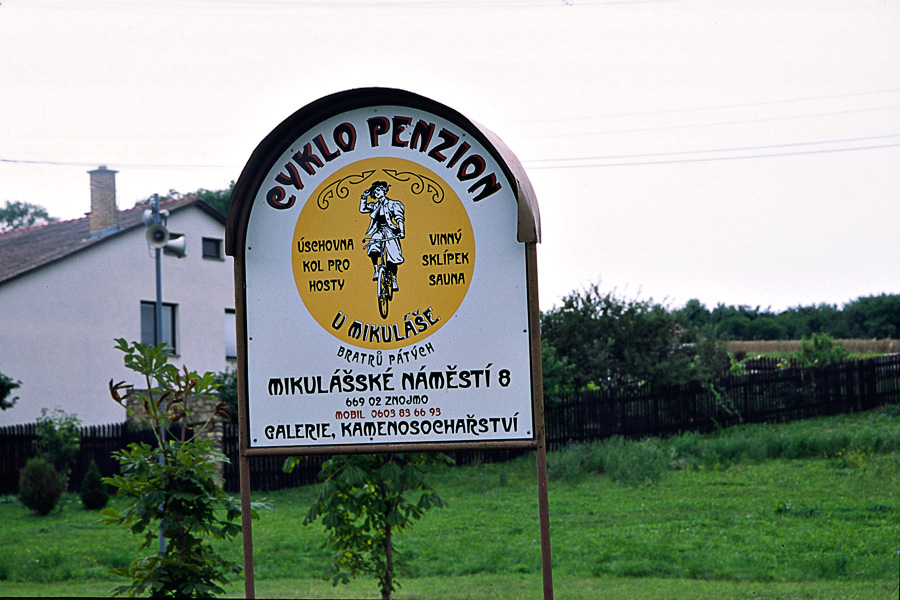 CYKLO PENZION
ÚSCHOVNA
KOL PRO
HOSTY
VINNÝ
SKLÍPEK
SAUNA
U MIKULÁŠE
BRATRŮ PÁTÝCH
MIKULÁŠSKÉ NÁMĚSTÍ 8
669 02 ZNOJMO
MOBIL 0603 83 66 93
GALERIE, KAMENOSOCHAŘSTVÍ